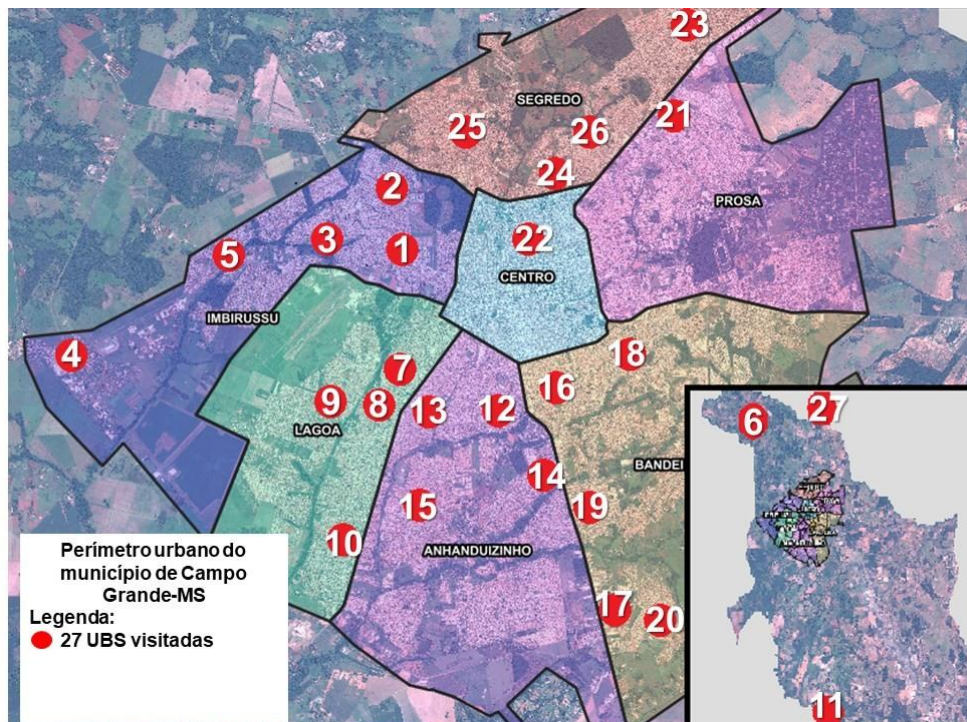 23
SEGREDO
21
25
26
24
2
PROSA
3
1
22
5
CENTRO
IMBIRUSSU
4
18
7
16
9
8
13
12
LAGOA
6
27
14
BANDEI
15
19
10
ANHANDUIZINHO
17
20
11
Perímetro urbano do
município de Campo
Grande-MS
Legenda:
27 UBS visitadas